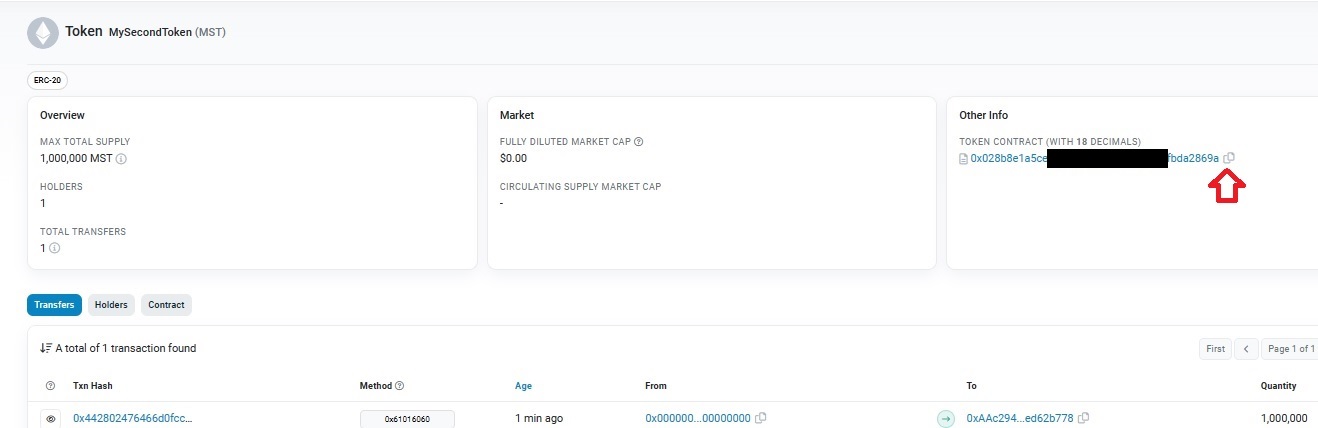 Token MySecondToken (MST)
ERC-20
Overview
MAX TOTAL SUPPLY
1,000,000 MST
HOLDERS
1
TOTAL TRANSFERS
1
Market
FULLY DILUTED MARKET CAP
$0.00
CIRCULATING SUPPLY MARKET CAP
-
Other Info
TOKEN CONTRACT (WITH 18 DECIMALS)
0x028b8e1a5ce fbda2869a
Transfers Holders Contract
A total of 1 transaction found
First Page 1 of 1
Txn Hash Method Age From To Quantity
0x442802476466d0fcc... 0x61016060 1 min ago 0x000000...00000000 0xAAc294...ed62b778 1,000,000